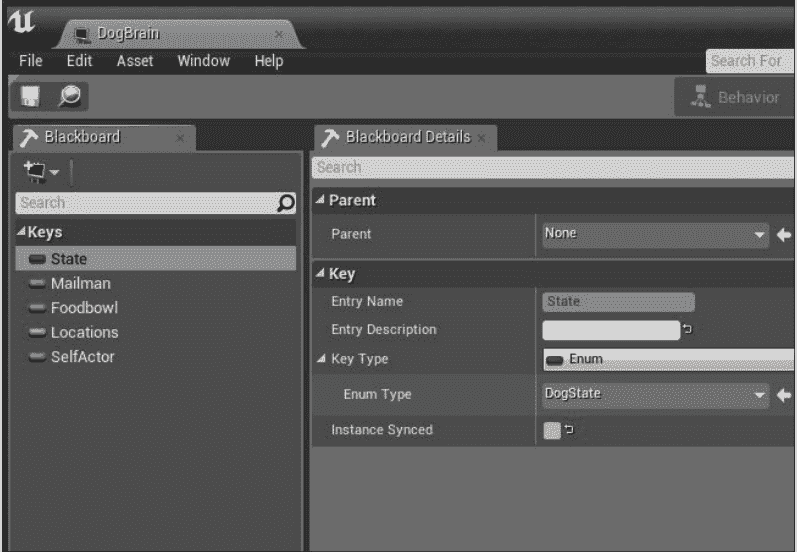 DogBrain
File Edit Asset Window Help
Search For
Behavior
Blackboard
Search
Keys
State
Mailman
Foodbowl
Locations
SelfActor
Blackboard Details
Search
Parent
Parent None
Key
Entry Name State
Entry Description
Key Type Enum
Enum Type DogState
Instance Synced